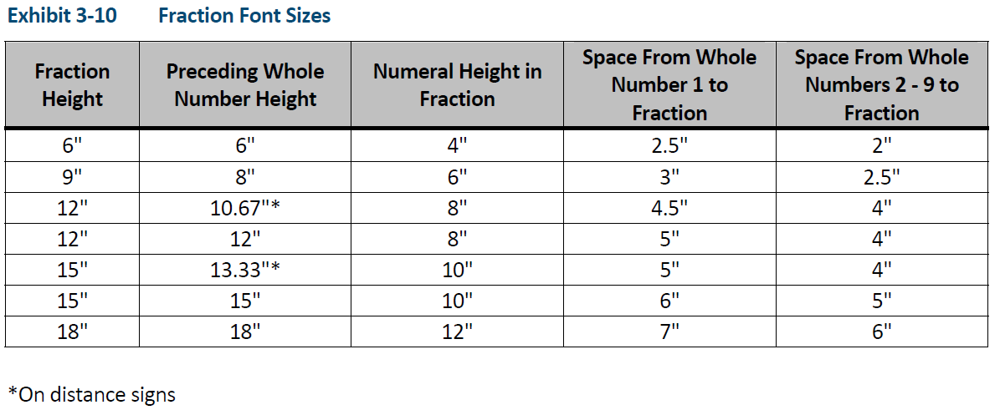 Exhibit 3-10 Fraction Font Sizes
Fraction Height Preceding Whole Number Height Numeral Height in Fraction Space From Whole Number 1 to Fraction Space From Whole Numbers 2 - 9 to Fraction
6" 6" 4" 2.5" 2"
9" 8" 6" 3" 2.5"
12" 10.67"* 8" 4.5" 4"
12" 12" 8" 5" 4"
15" 13.33"* 10" 5" 4"
15" 15" 10" 6" 5"
18" 18" 12" 7" 6"
*On distance signs